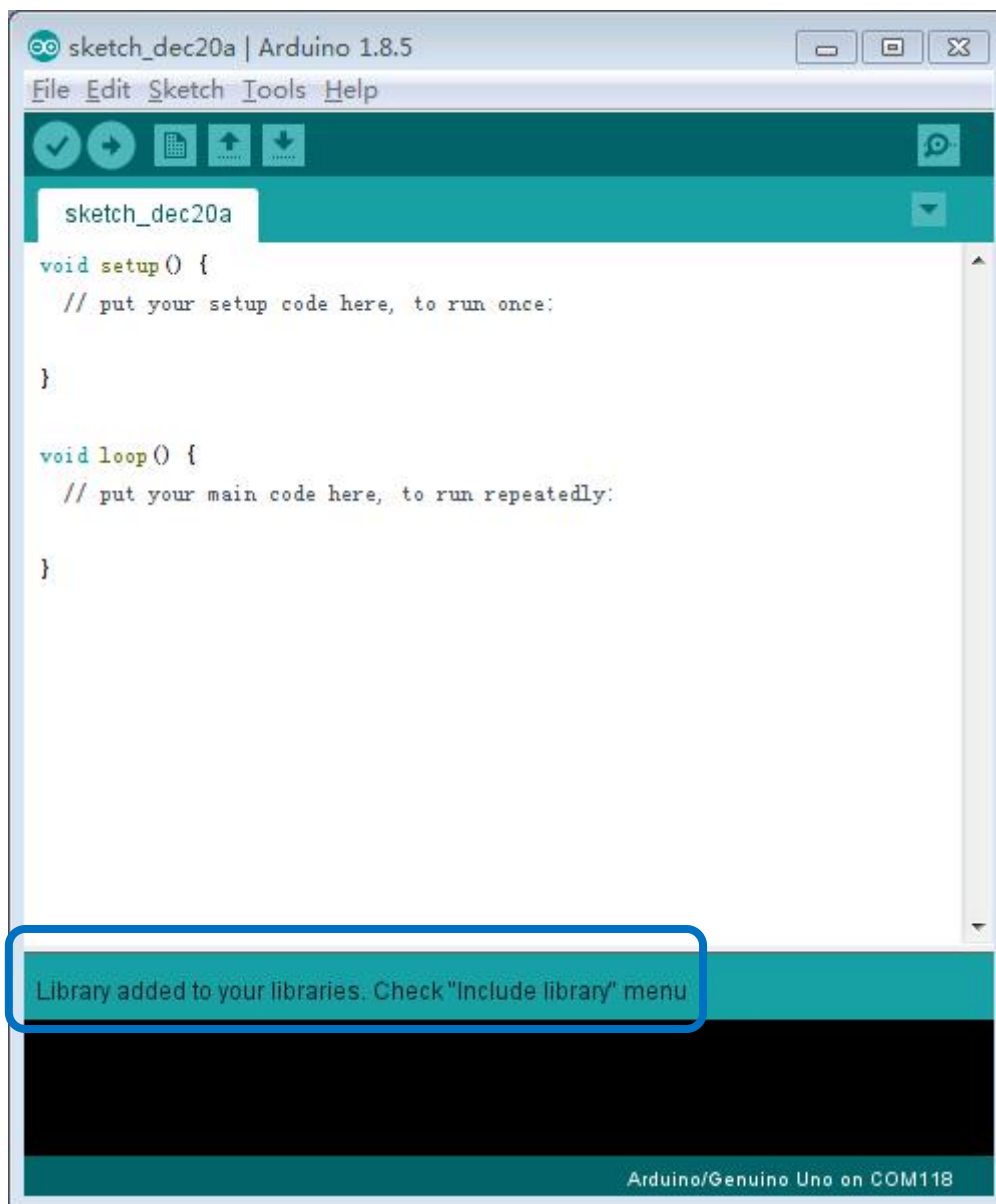 sketch_dec20a | Arduino 1.8.5
File Edit Sketch Tools Help
sketch_dec20a
void setup() {
// put your setup code here, to run once:
}
void loop() {
// put your main code here, to run repeatedly:
}
Library added to your libraries. Check "Include library" menu
Arduino/Genuino Uno on COM118